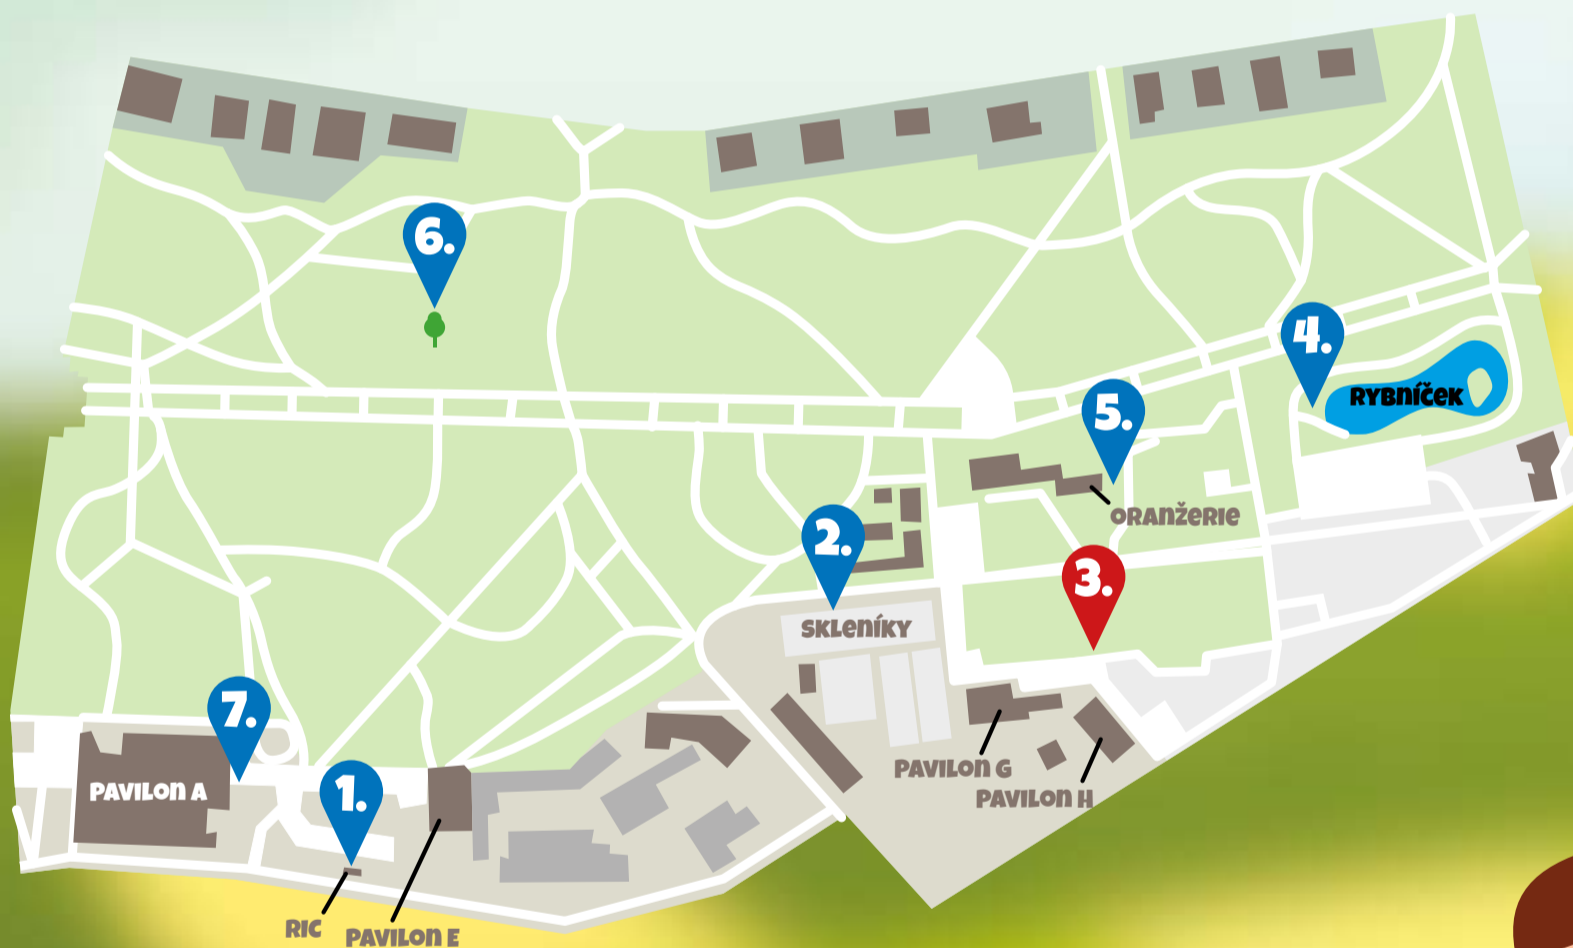 6.
4.
RYBNÍČEK
5.
ORANŽERIE
2.
3.
SKLENÍKY
7.
PAVILON A
1.
PAVILON G
PAVILON H
RIC
PAVILON E